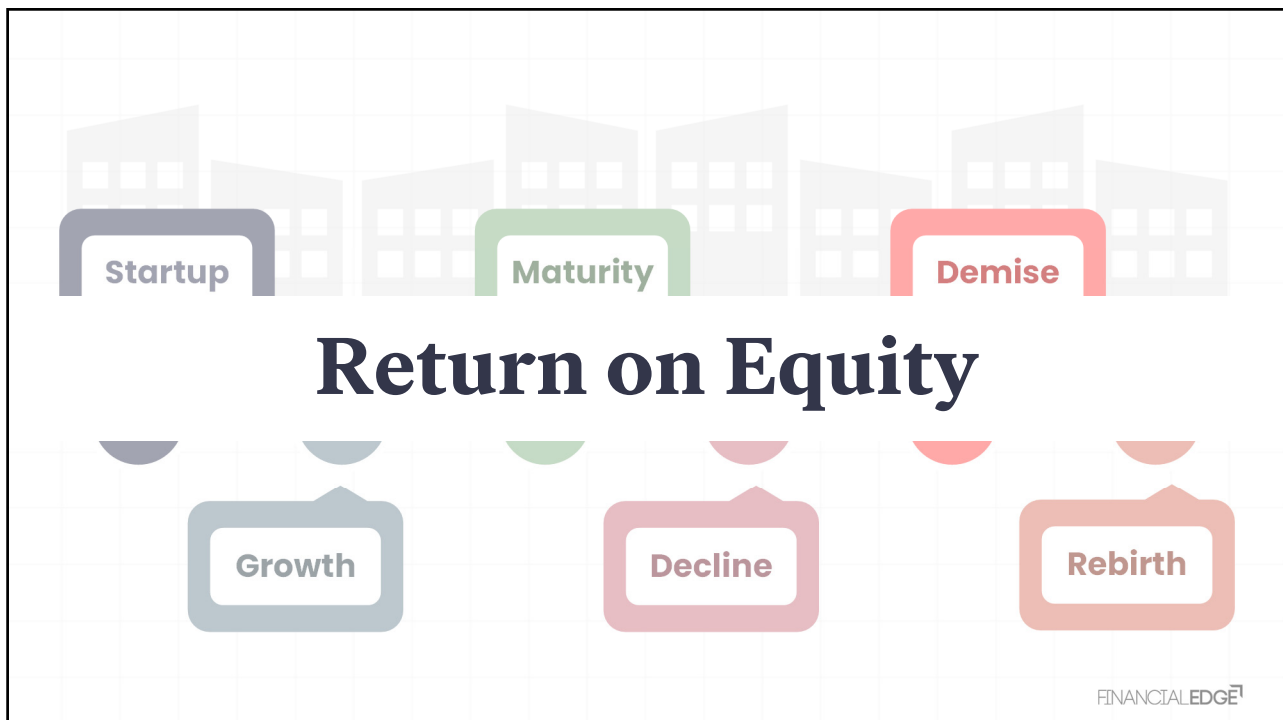 Startup
Maturity
Demise
Return on Equity
Growth
Decline
Rebirth
FINANCIALEDGE